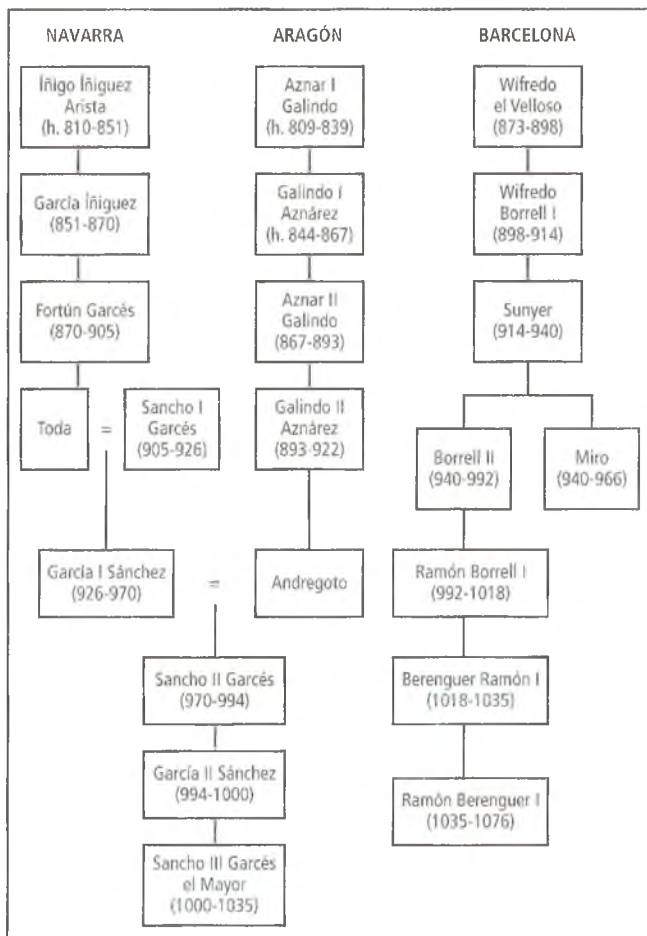 NAVARRA
ARAGÓN
BARCELONA
Íñigo Íñiguez
Arista
(h. 810-851)
Aznar I
Galindo
(h. 809-839)
Wifredo
el Velloso
(873-898)
García Íñiguez
(851-870)
Galindo I
Aznárez
(h. 844-867)
Wifredo
Borrell I
(898-914)
Fortún Garcés
(870-905)
Aznar II
Galindo
(867-893)
Sunyer
(914-940)
Toda
=
Sancho I
Garcés
(905-926)
Galindo II
Aznárez
(893-922)
Borrell II
(940-992)
Miro
(940-966)
García I Sánchez
(926-970)
=
Andregoto
Ramón Borrell I
(992-1018)
Sancho II Garcés
(970-994)
Berenguer Ramón I
(1018-1035)
García II Sánchez
(994-1000)
Ramón Berenguer I
(1035-1076)
Sancho III Garcés
el Mayor
(1000-1035)